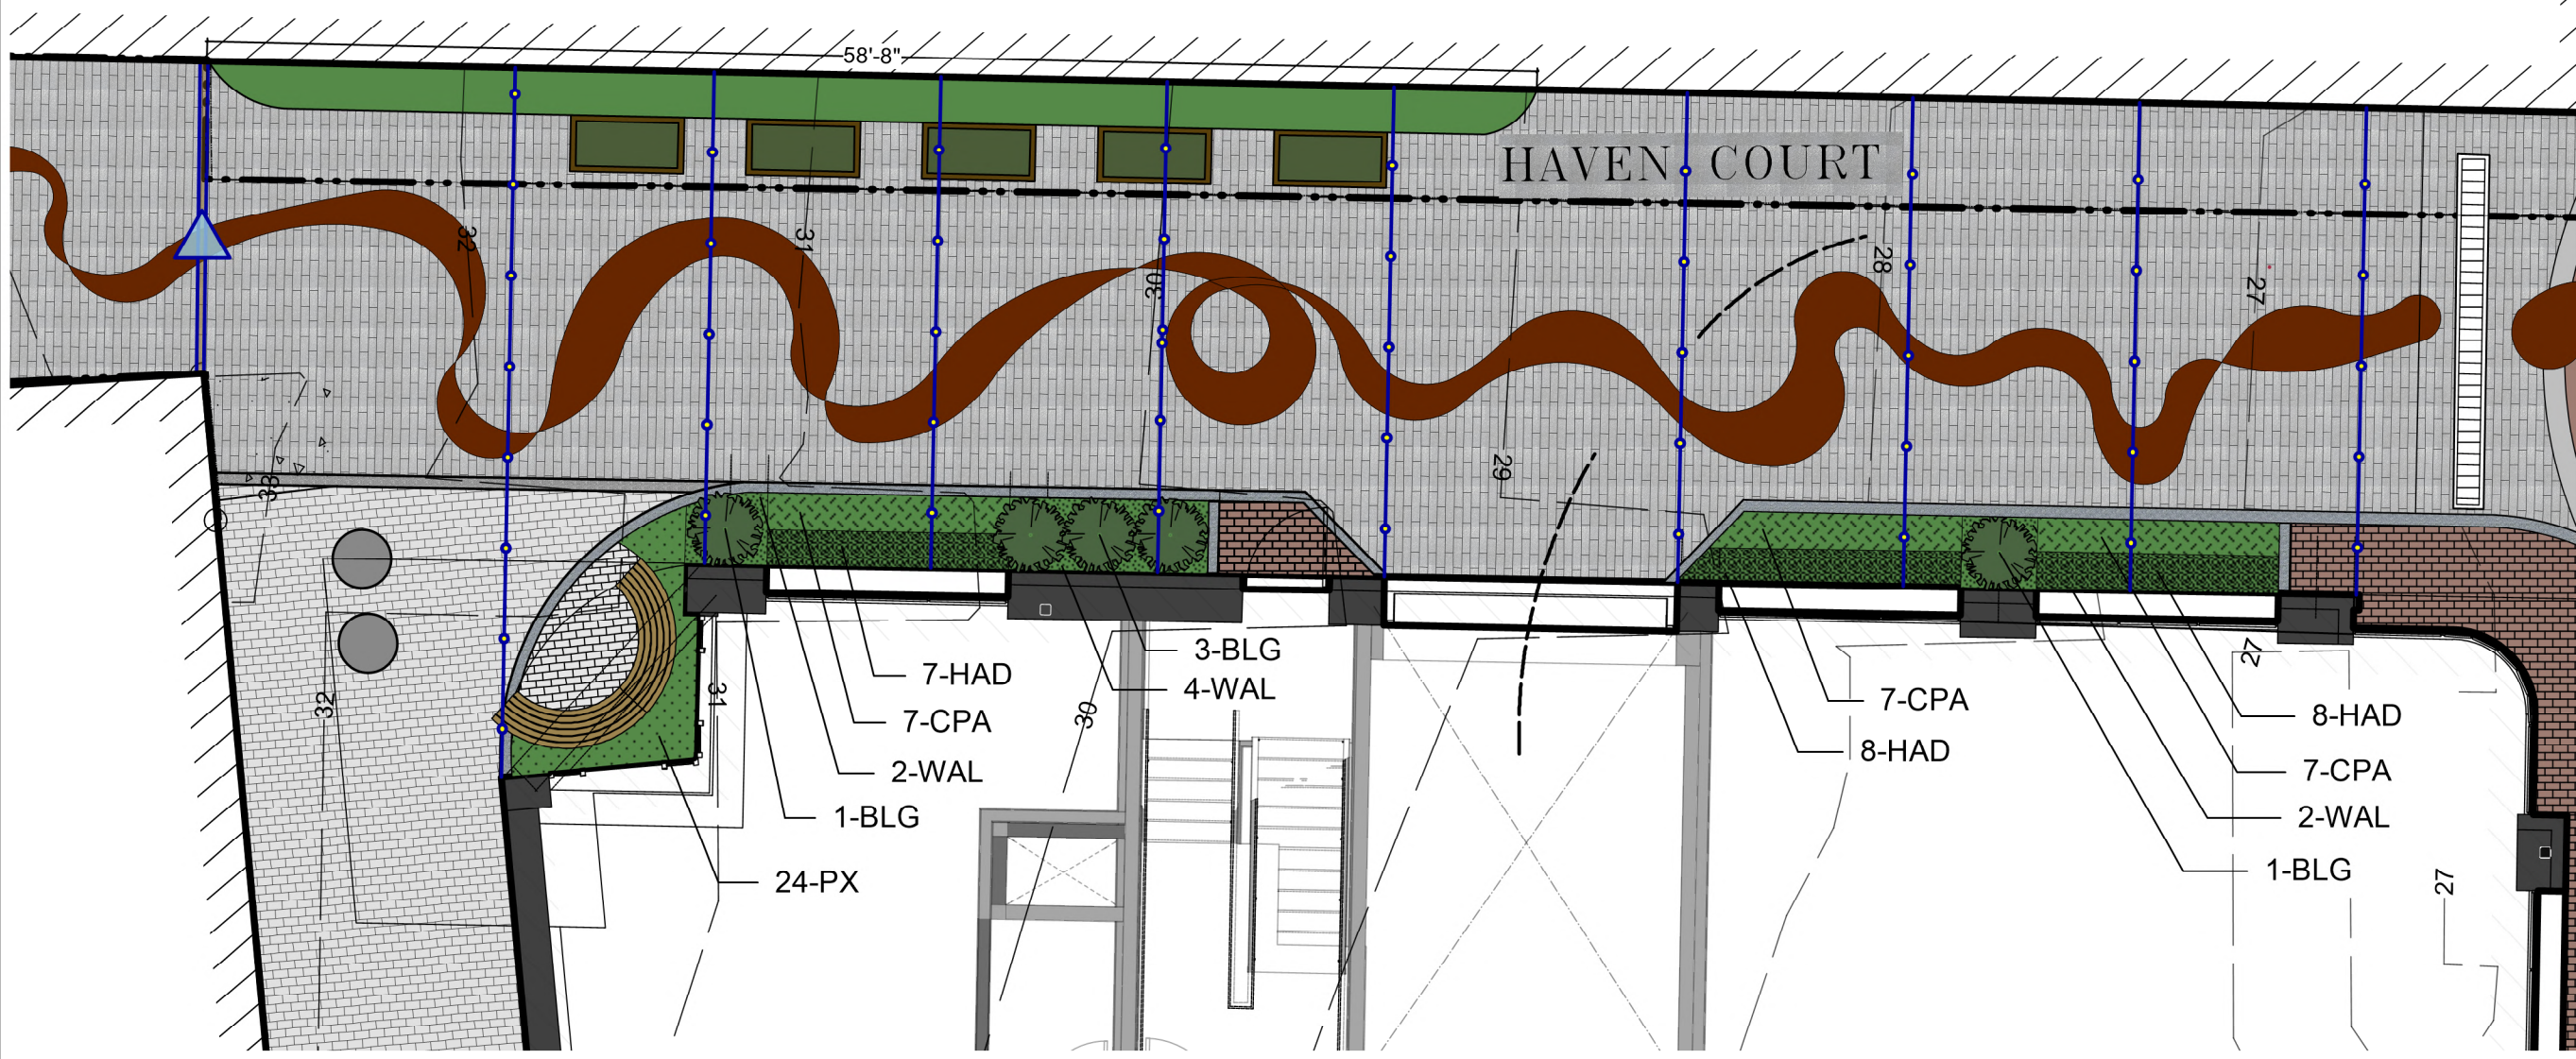 58'-8"
HAVEN COURT
32
31
30
28
27
29
33
3-BLG
7-HAD
4-WAL
7-CPA
2-WAL
1-BLG
24-PX
32
31
30
27
7-CPA
8-HAD
8-HAD
7-CPA
2-WAL
1-BLG
27